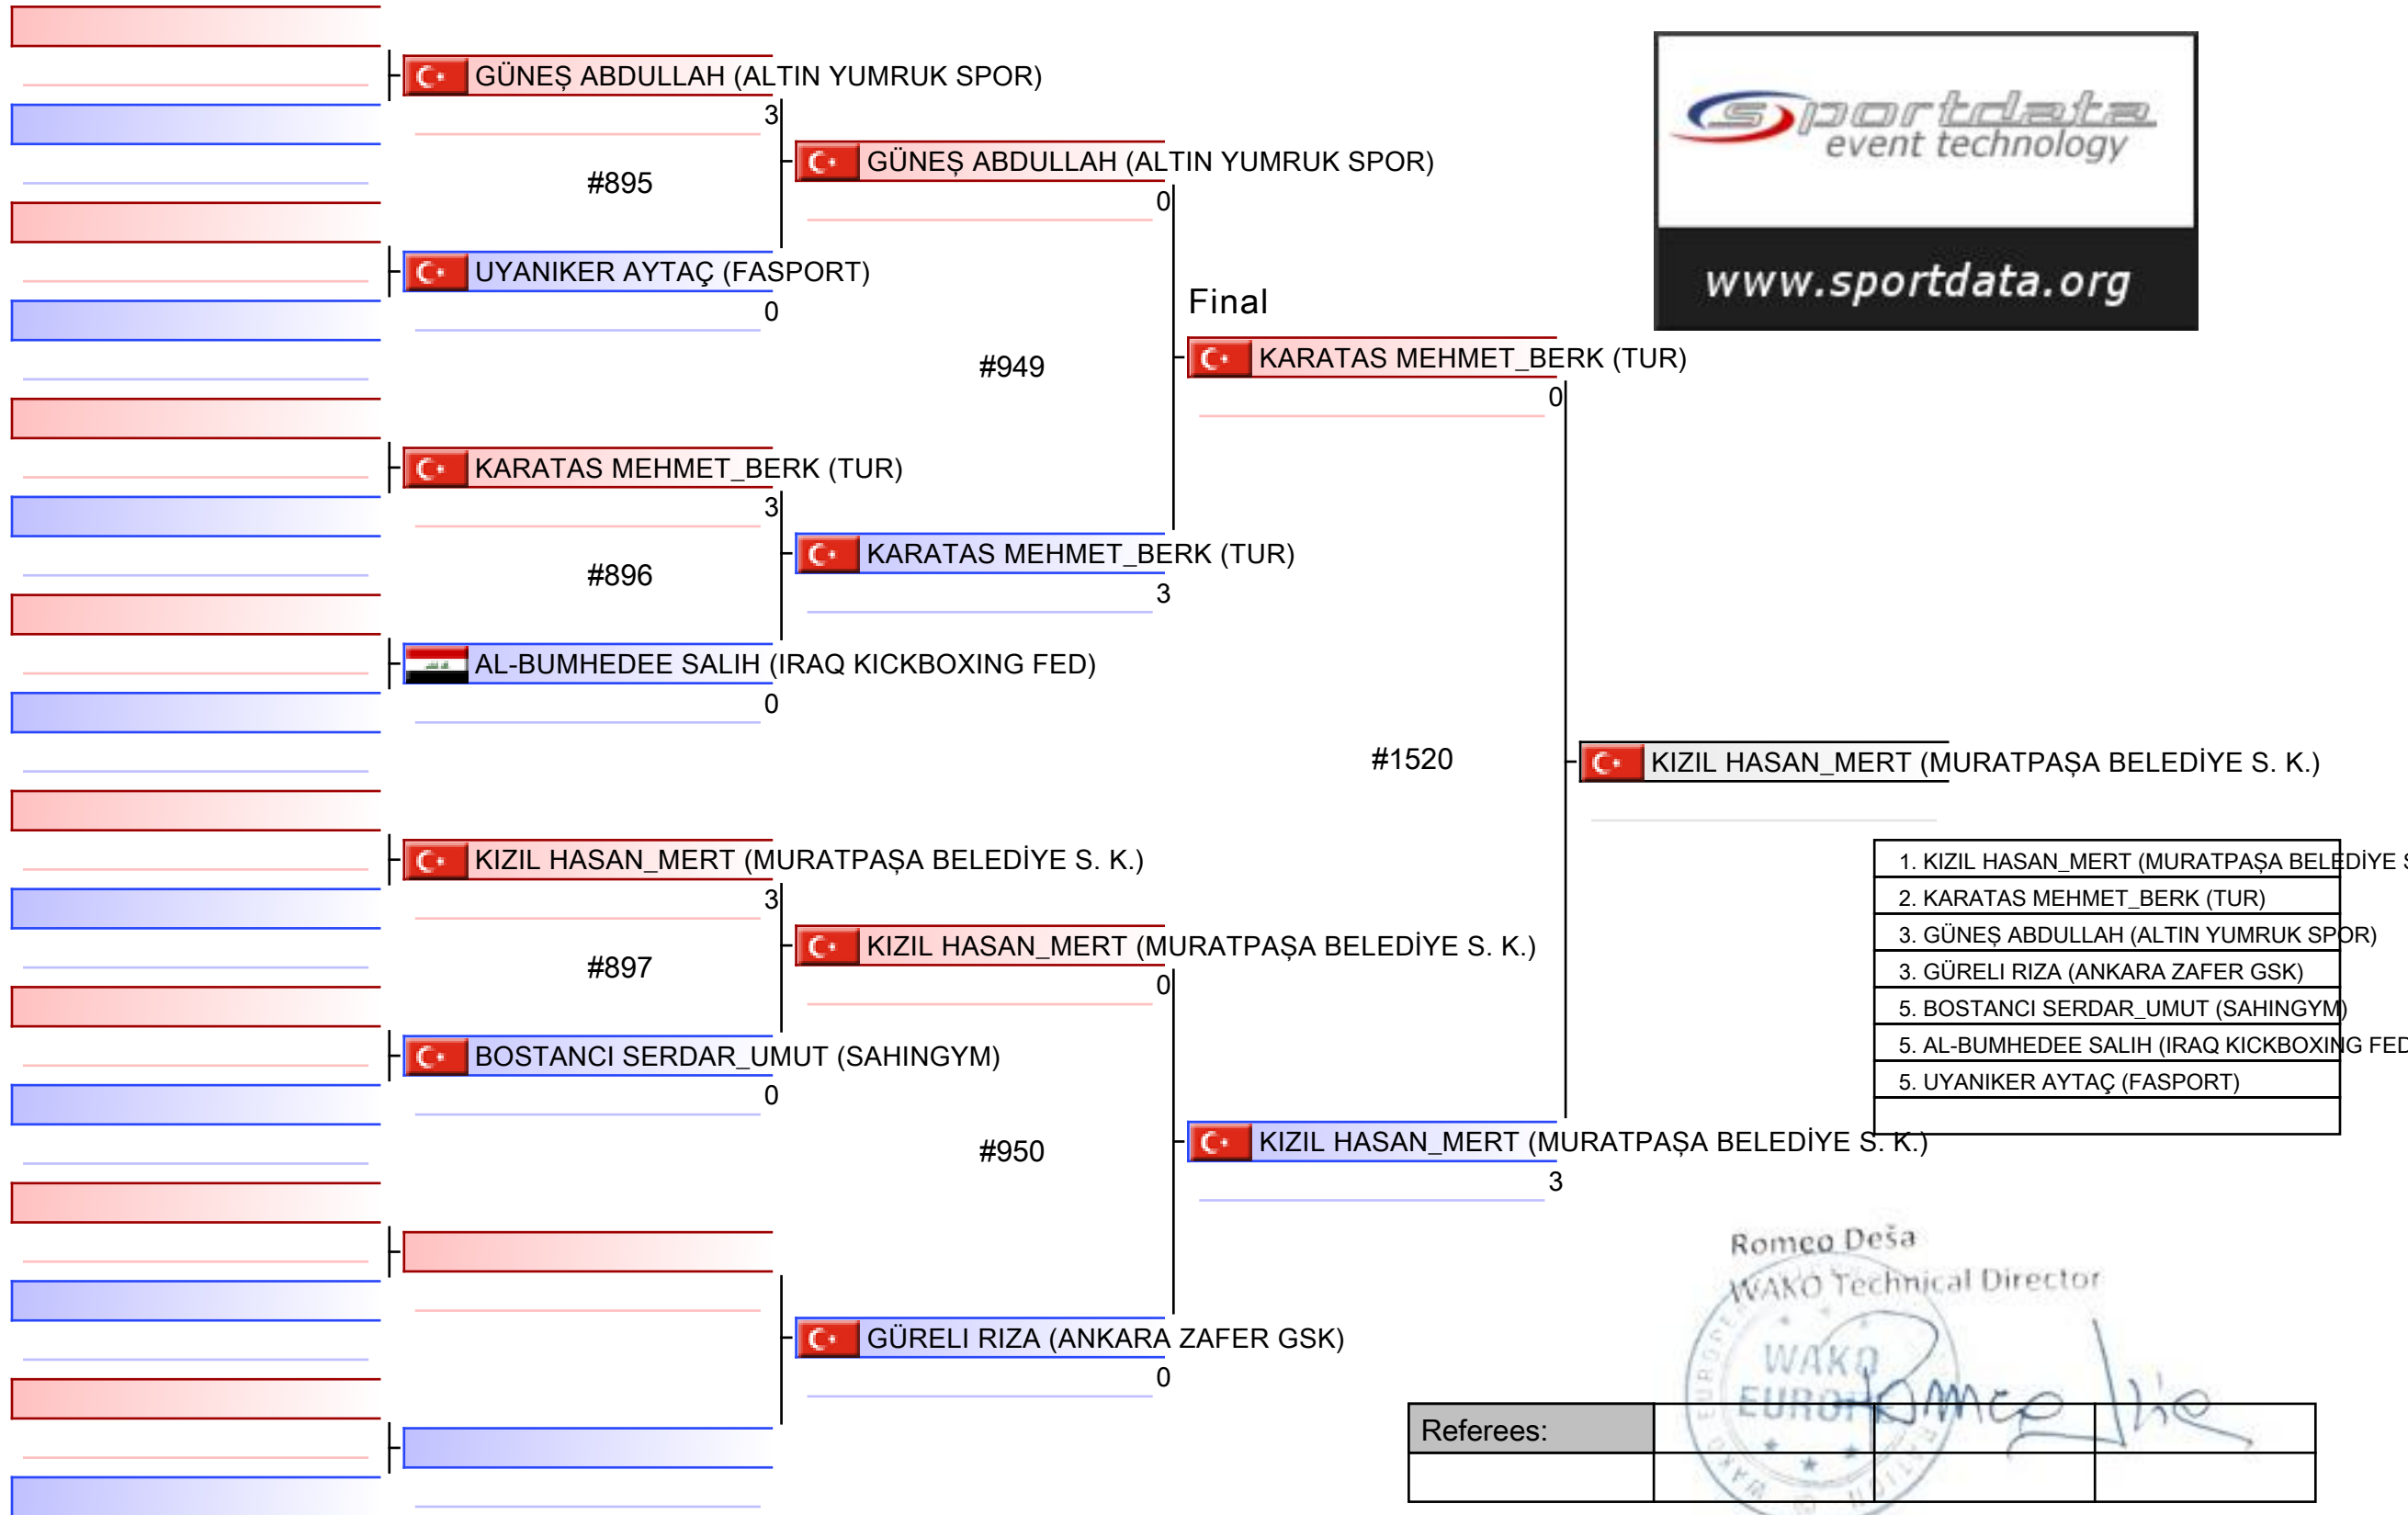 GÜNEŞ ABDULLAH (ALTIN YUMRUK SPOR)
3
#895
UYANIKER AYTAÇ (FASPORT)
0
KARATAS MEHMET_BERK (TUR)
3
#896
AL-BUMHEDEE SALIH (IRAQ KICKBOXING FED)
0
KIZIL HASAN_MERT (MURATPAŞA BELEDİYE S. K.)
3
#897
BOSTANCI SERDAR_UMUT (SAHINGYM)
0
GÜNEŞ ABDULLAH (ALTIN YUMRUK SPOR)
0
#949
KARATAS MEHMET_BERK (TUR)
3
KIZIL HASAN_MERT (MURATPAŞA BELEDİYE S. K.)
0
#950
GÜRELI RIZA (ANKARA ZAFER GSK)
0
Final
KARATAS MEHMET_BERK (TUR)
0
#1520
KIZIL HASAN_MERT (MURATPAŞA BELEDİYE S. K.)
3
KIZIL HASAN_MERT (MURATPAŞA BELEDİYE S. K.)
sportdata
event technology
www.sportdata.org
1. KIZIL HASAN_MERT (MURATPAŞA BELEDİYE S
2. KARATAS MEHMET_BERK (TUR)
3. GÜNEŞ ABDULLAH (ALTIN YUMRUK SPOR)
3. GÜRELI RIZA (ANKARA ZAFER GSK)
5. BOSTANCI SERDAR_UMUT (SAHINGYM)
5. AL-BUMHEDEE SALIH (IRAQ KICKBOXING FED
5. UYANIKER AYTAÇ (FASPORT)
Romeo Deša
WAKO Technical Director
WAKO
EUROPE
Referees: